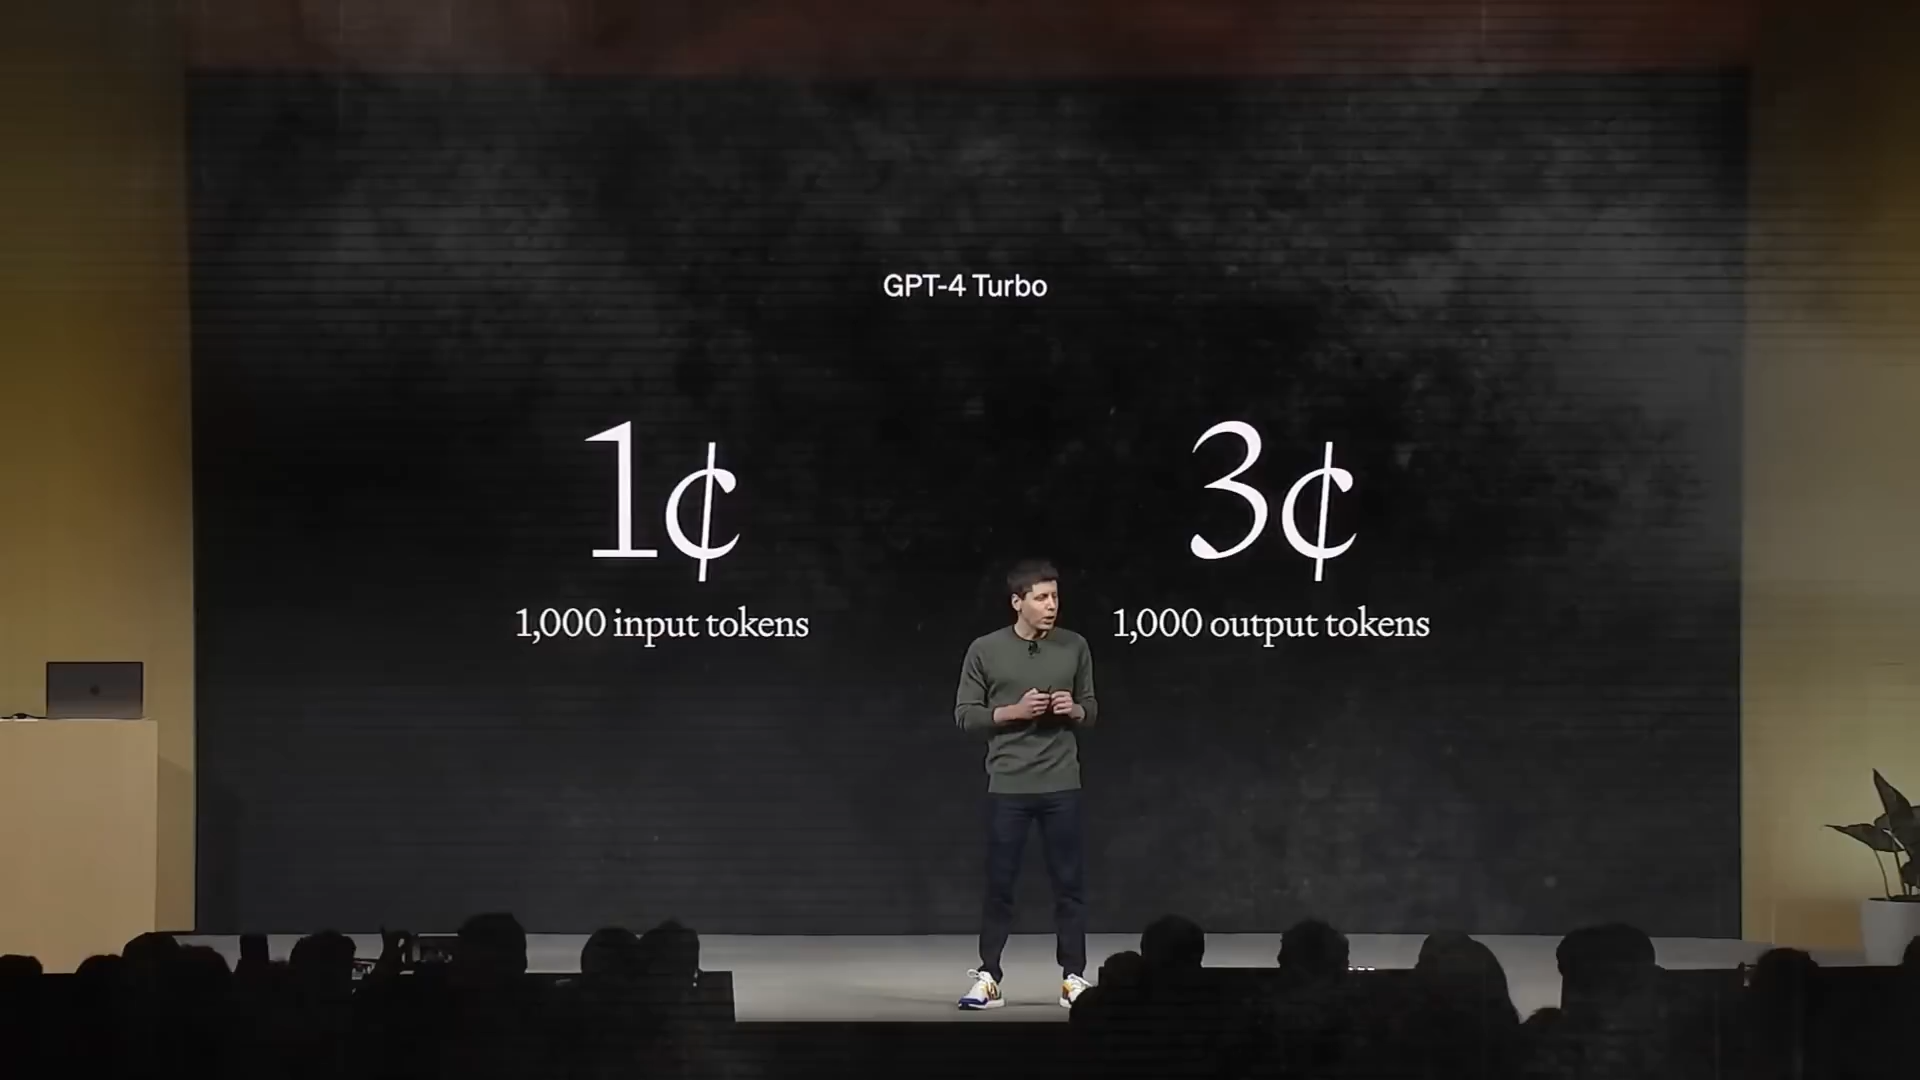 GPT-4 Turbo
1¢
1,000 input tokens
3¢
1,000 output tokens